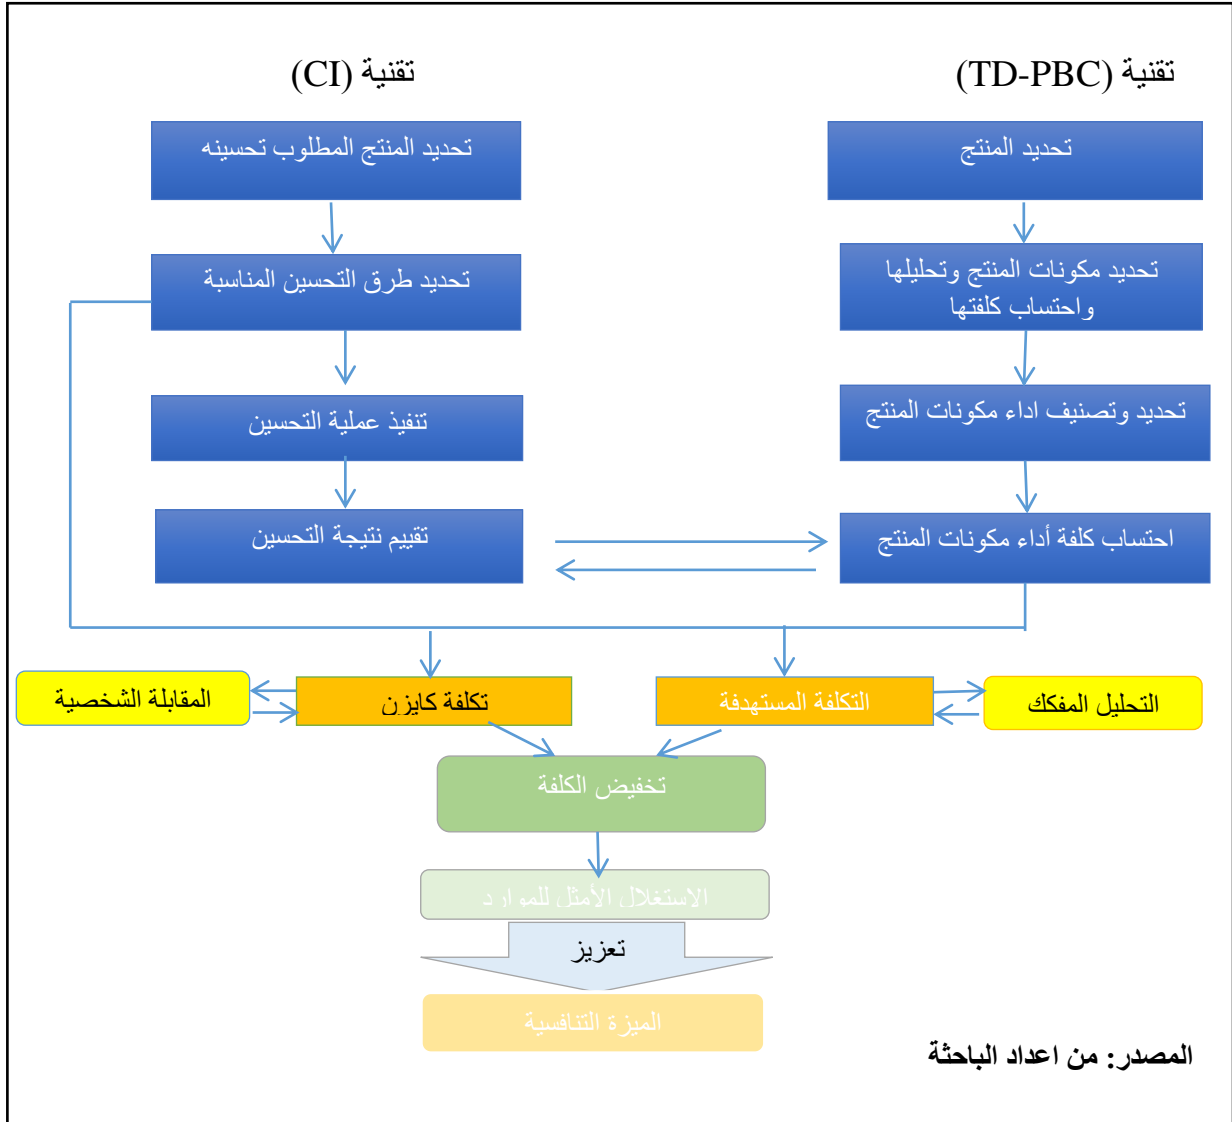 تقنية (TD-PBC)
تقنية (CI)
تحديد المنتج
تحديد المنتج المطلوب تحسينه
تحديد مكونات المنتج وتحليلها
واحتساب كلفتها
تحديد طرق التحسين المناسبة
تحديد وتصنيف اداء مكونات المنتج
تنفيذ عملية التحسين
احتساب كلفة أداء مكونات المنتج
تقييم نتيجة التحسين
التحليل المفكك
التكلفة المستهدفة
تكلفة كايزن
المقابلة الشخصية
تخفيض الكلفة
الاستغلال الأمثل للموارد
تعزيز
الميزة التنافسية
المصدر: من اعداد الباحثة